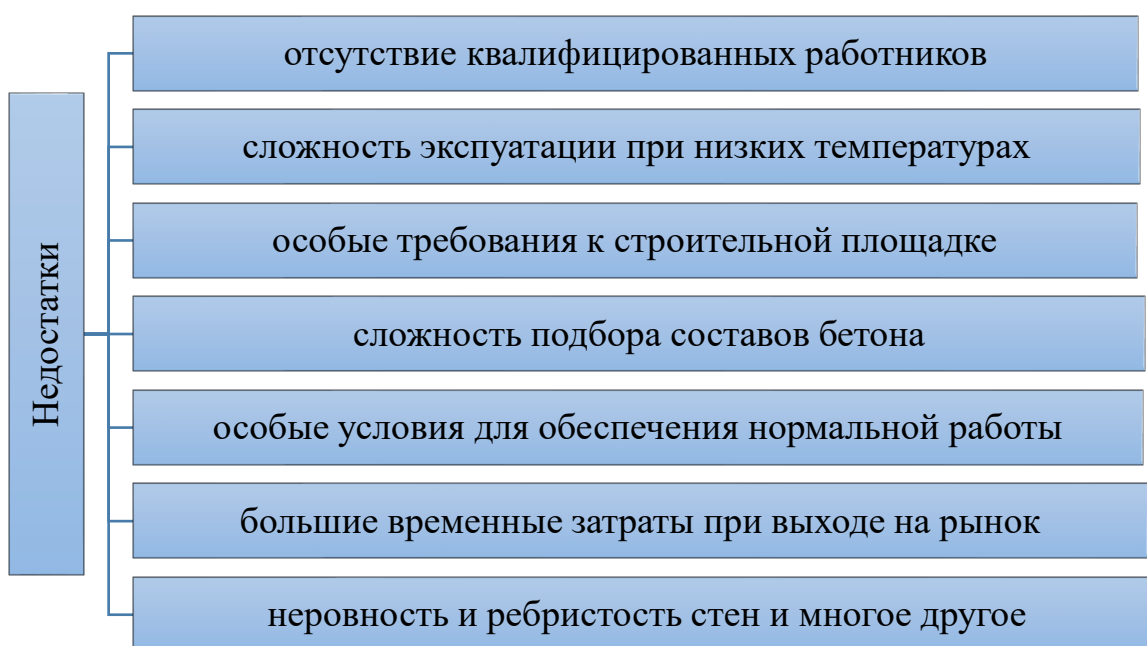 Недостатки
отсутствие квалифицированных работников
сложность экспуатации при низких температурах
особые требования к строительной площадке
сложность подбора составов бетона
особые условия для обеспечения нормальной работы
большие временные затраты при выходе на рынок
неровность и ребристость стен и многое другое